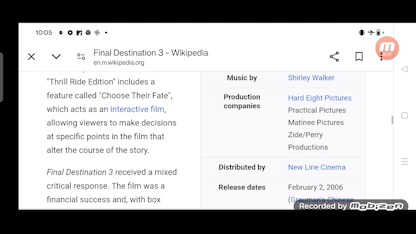 10:05
Final Destination 3 - Wikipedia
en.m.wikipedia.org
"Thrill Ride Edition" includes a
feature called "Choose Their Fate",
which acts as an interactive film,
allowing viewers to make decisions
at specific points in the film that
alter the course of the story.
Final Destination 3 received a mixed
critical response. The film was a
financial success and, with box
Music by
Shirley Walker
Production
companies
Hard Eight Pictures
Practical Pictures
Matinee Pictures
Zide/Perry
Productions
Distributed by
New Line Cinema
Release dates
February 2, 2006
(Grauman's Chinese
Recorded by Mobizen